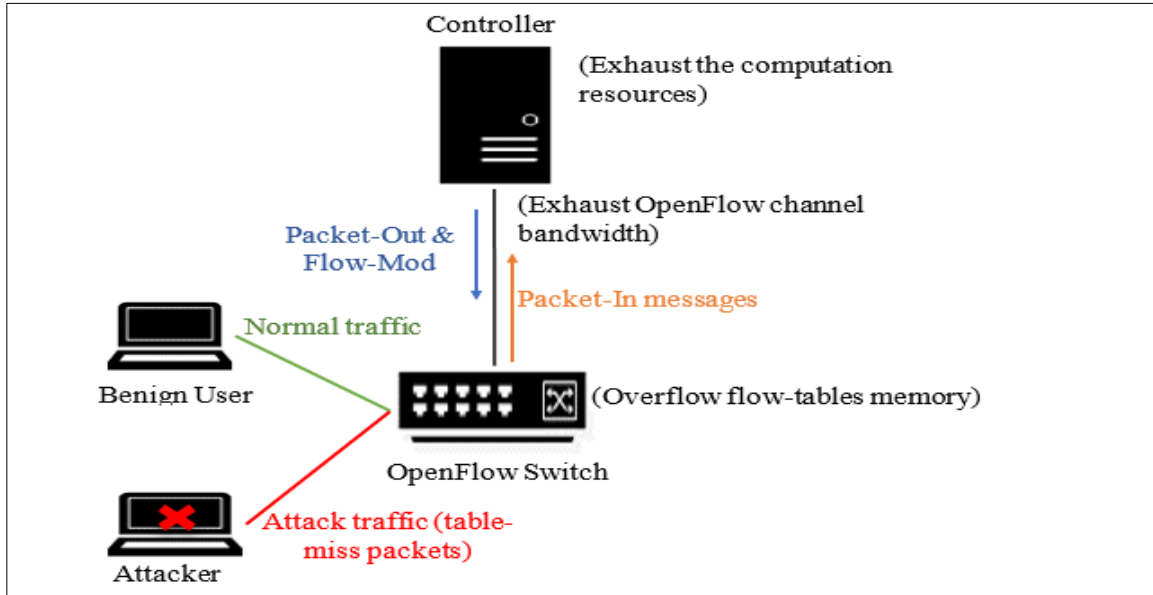 Controller
(Exhaust the computation
resources)
(Exhaust OpenFlow channel
bandwidth)
Packet-Out &
Flow-Mod
Packet-In messages
Normal traffic
Benign User
(Overflow flow-tables memory)
OpenFlow Switch
Attack traffic (table-
miss packets)
Attacker